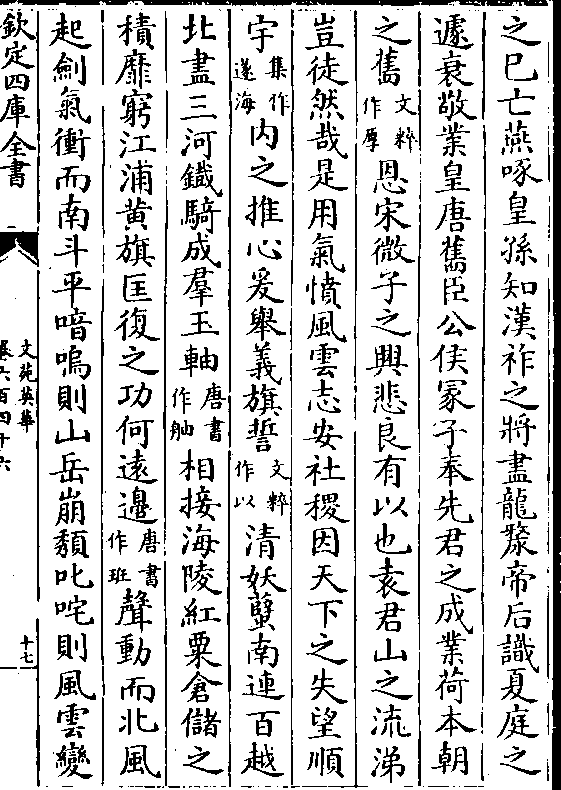 之已亡燕啄皇孫知漢祚之將盡龍漦帝后識夏庭之
遽衰敬業皇唐舊臣公侯冢子奉先君之成業荷本朝
之舊文粹作厚恩宋微子之興悲良有以也袁君山之流涕
豈徒然哉是用氣憤風雲志安社稷因天下之失望順
宇集作遂海內之推心爰舉義旗誓文粹作以清妖孽南連百越
北盡三河鐵騎成羣玉軸唐書作舳相接海陵紅粟倉儲之
積靡窮江浦黄旗匡復之功何遠邊唐書作班聲動而北風
起劍氣衝而南斗平喑嗚則山岳崩頽叱咤則風雲變
欽定四庫全書
文苑英華
卷六百四十六
十七